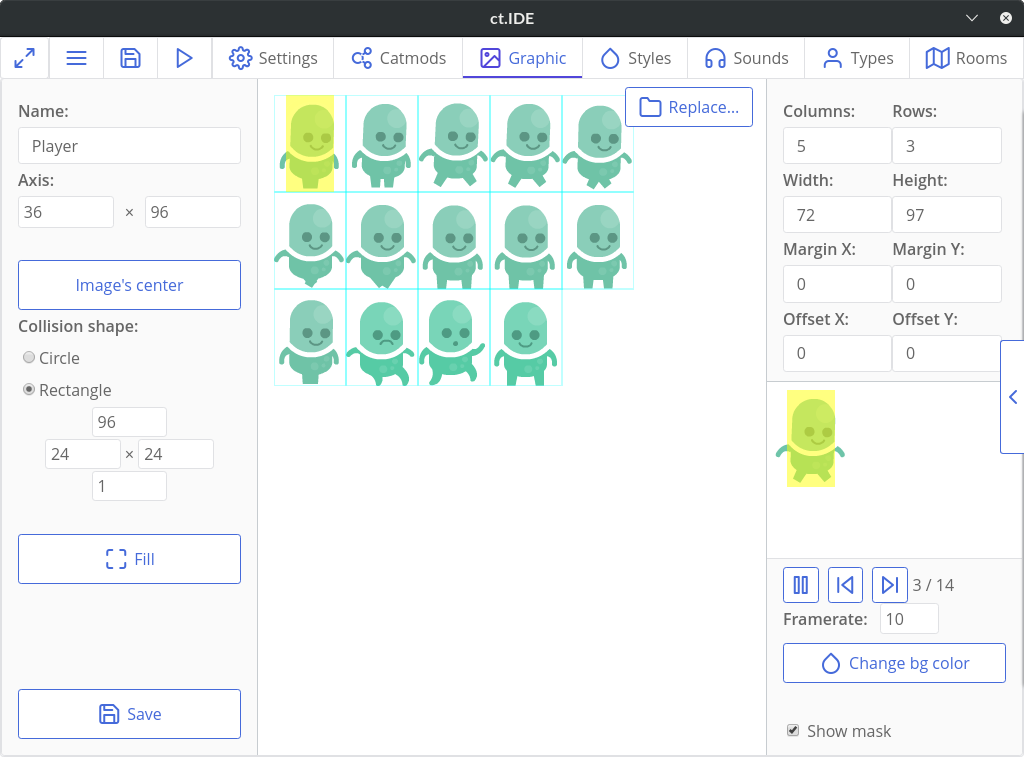 ct.IDE
Settings Catmods Graphic Styles Sounds Types Rooms
Name:
Player
Axis:
36 × 96
Image's center
Collision shape:
Circle
Rectangle
96
24 × 24
1
Fill
Save
Replace...
Columns: Rows:
5 3
Width: Height:
72 97
Margin X: Margin Y:
0 0
Offset X: Offset Y:
0 0
3 / 14
Framerate: 10
Change bg color
Show mask